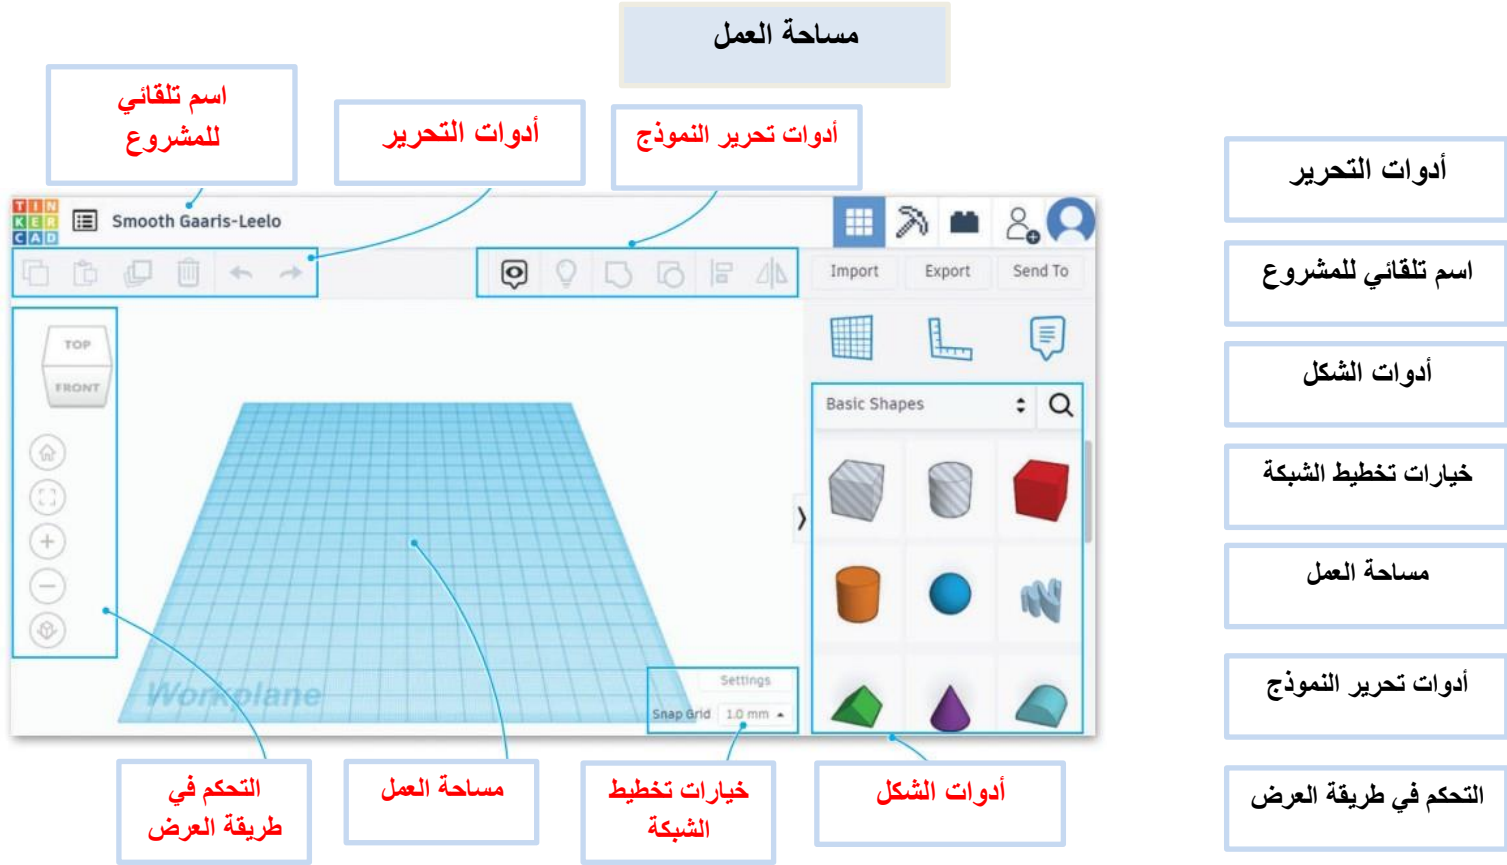 مساحة العمل
اسم تلقائي
للمشروع
أدوات التحرير
أدوات تحرير النموذج
TIN
KER
CAD
Smooth Gaaris-Leelo
Import
Export
Send To
TOP
FRONT
Basic Shapes
Workplane
Settings
Snap Grid
1.0 mm
التحكم في
طريقة العرض
مساحة العمل
خيارات تخطيط
الشبكة
أدوات الشكل
أدوات التحرير
اسم تلقائي للمشروع
أدوات الشكل
خيارات تخطيط الشبكة
مساحة العمل
أدوات تحرير النموذج
التحكم في طريقة العرض